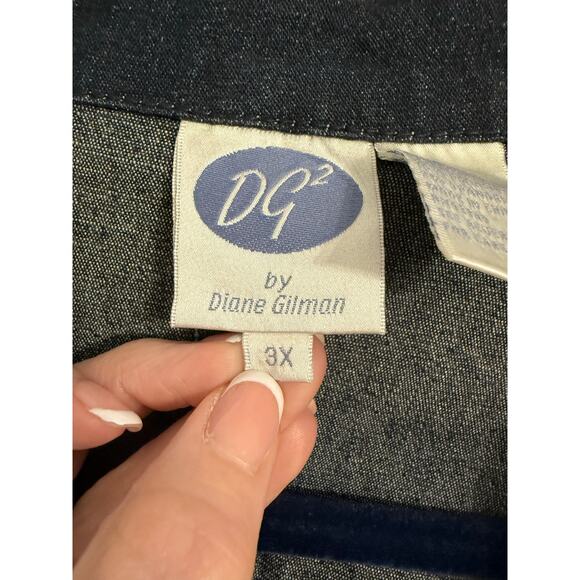 DG²
by
Diane Gilman
3X